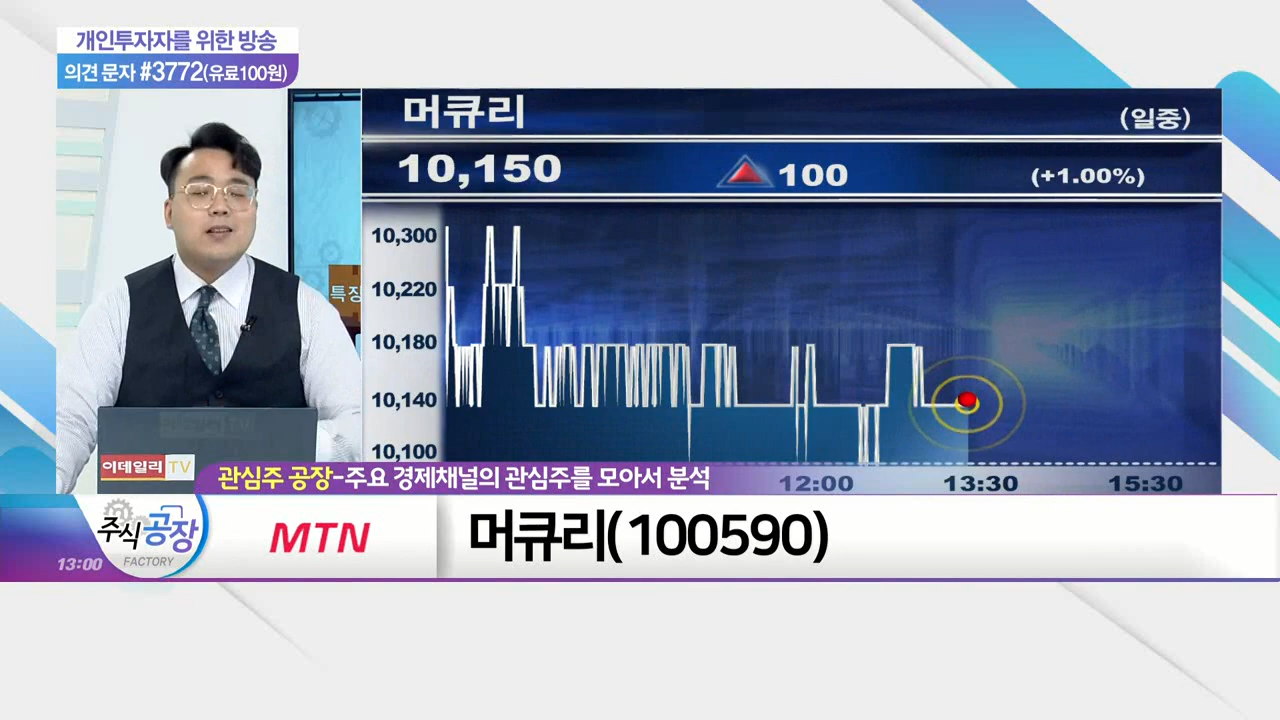 개인투자자를 위한 방송
의견 문자 #3772(유료100원)
머큐리
(일중)
10,150
100
(+1.00%)
10,300
10,220
10,180
10,140
10,100
12:00
13:30
15:30
특징
이데일리 TV
관심주 공장-주요 경제채널의 관심주를 모아서 분석
주식공장
FACTORY
13:00
MTN
머큐리(100590)